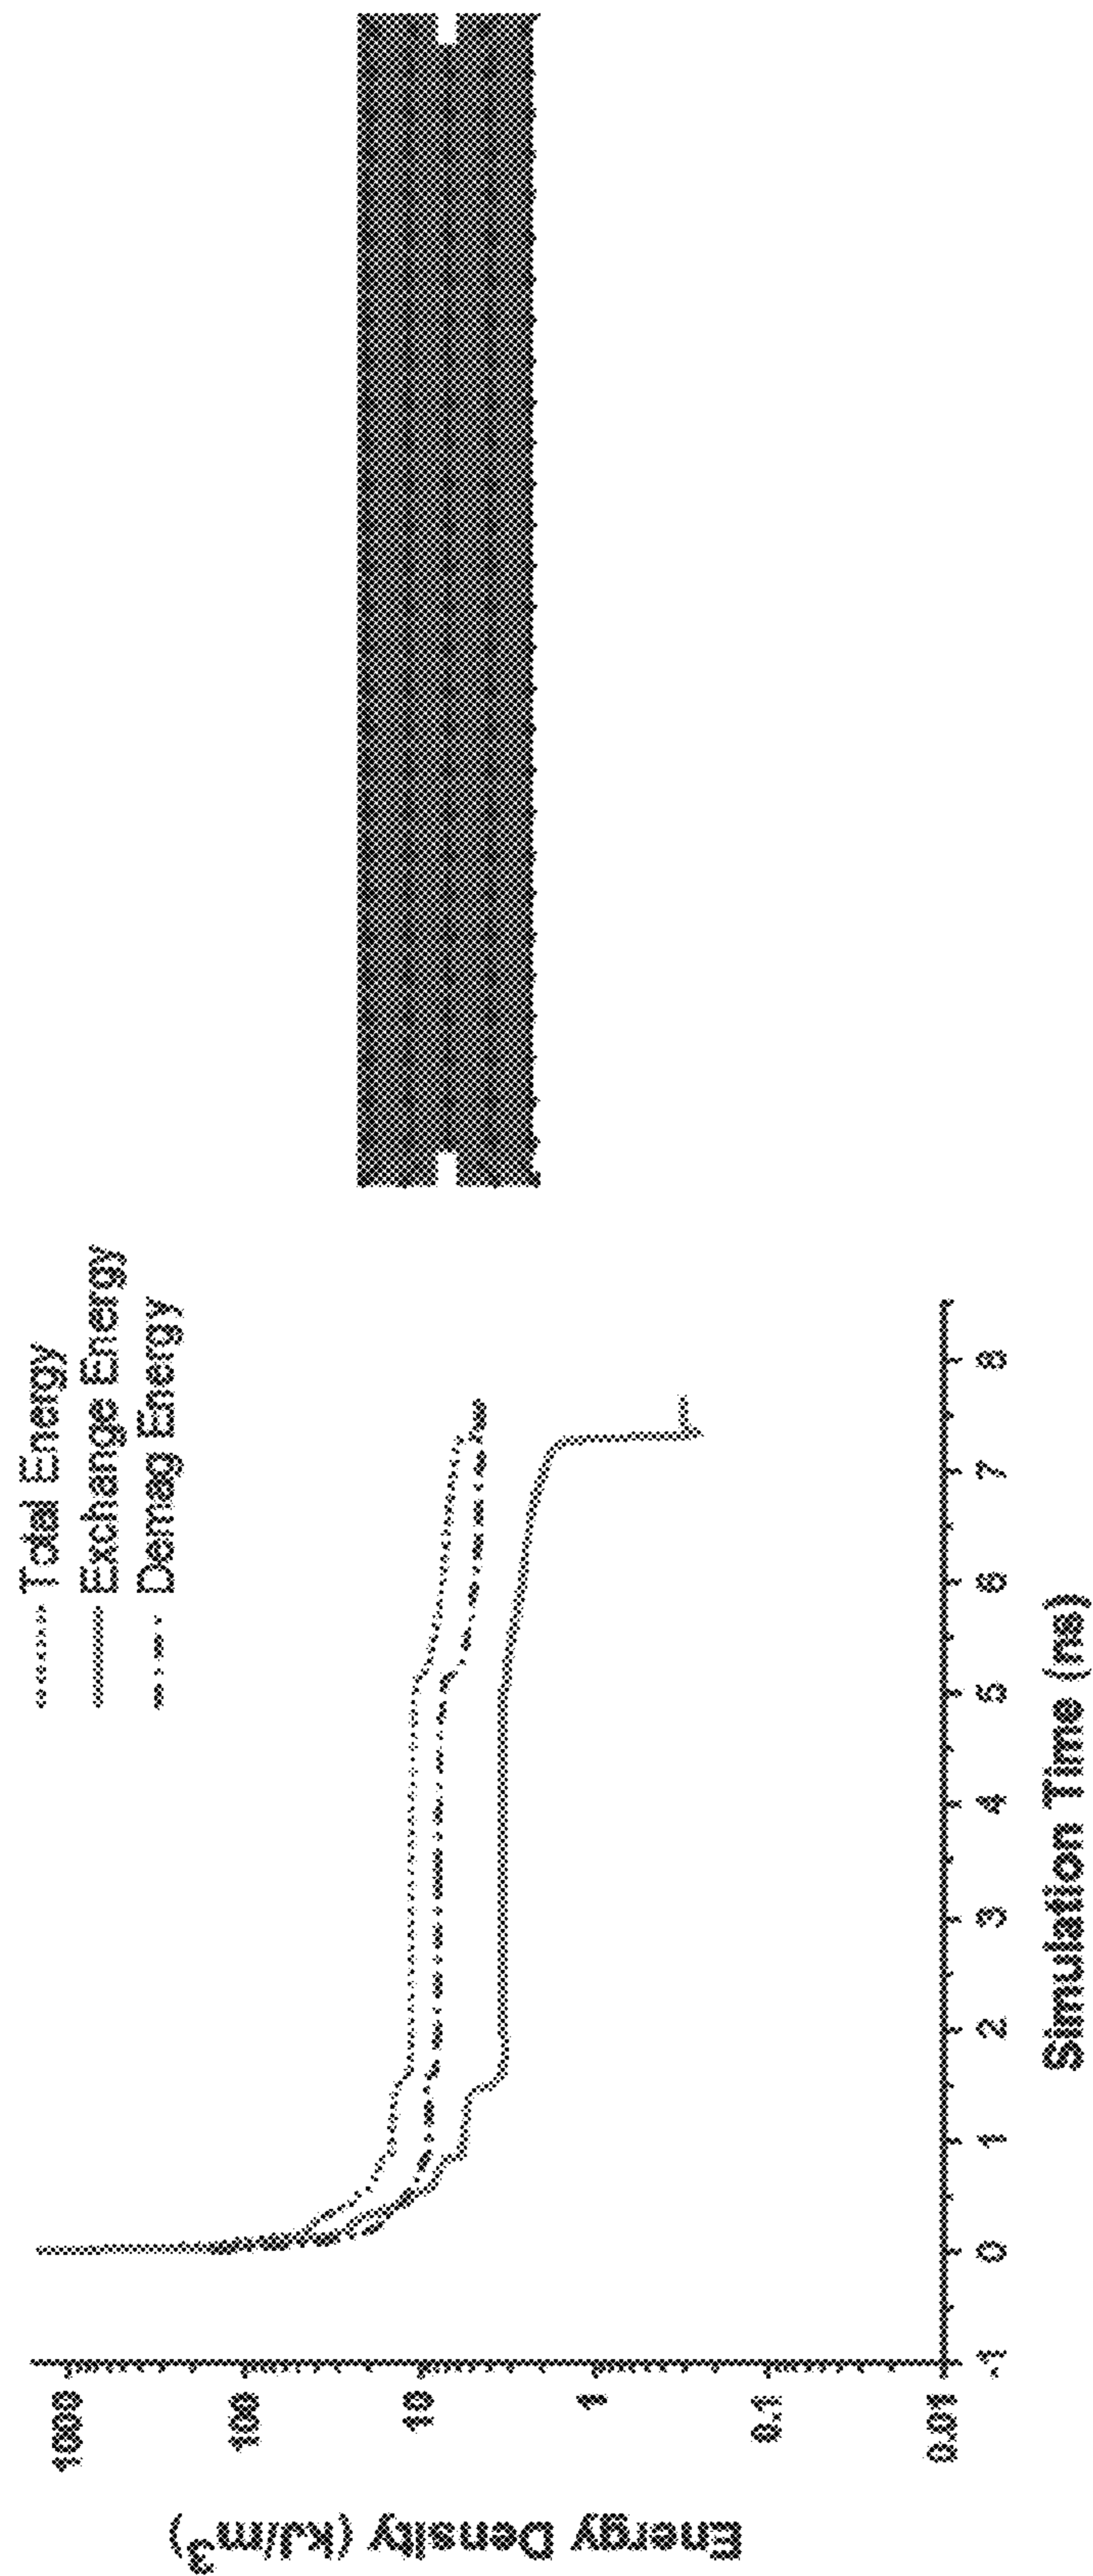 Total Energy
Exchange Energy
Demag Energy
Energy Density (kJ/m³)
1000
100
10
1
0.1
0.01
-1 0 1 2 3 4 5 6 7 8
Simulation Time (ns)